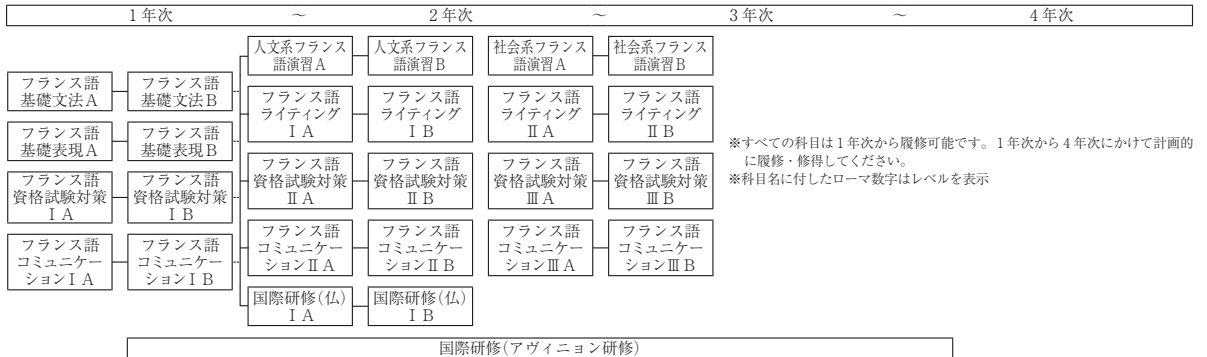 1年次 ～ 2年次 ～ 3年次 ～ 4年次
人文系フランス
語演習A
人文系フランス
語演習B
社会系フランス
語演習A
社会系フランス
語演習B
フランス語
基礎文法A
フランス語
基礎文法B
フランス語
ライティング
ⅠA
フランス語
ライティング
ⅠB
フランス語
ライティング
ⅡA
フランス語
ライティング
ⅡB
フランス語
基礎表現A
フランス語
基礎表現B
※すべての科目は1年次から履修可能です。1年次から4年次にかけて計画的
に履修・修得してください。
※科目名に付したローマ数字はレベルを表示
フランス語
資格試験対策
ⅠA
フランス語
資格試験対策
ⅠB
フランス語
資格試験対策
ⅡA
フランス語
資格試験対策
ⅡB
フランス語
資格試験対策
ⅢA
フランス語
資格試験対策
ⅢB
フランス語
コミュニケー
ションⅠA
フランス語
コミュニケー
ションⅠB
フランス語
コミュニケー
ションⅡA
フランス語
コミュニケー
ションⅡB
フランス語
コミュニケー
ションⅢA
フランス語
コミュニケー
ションⅢB
国際研修(仏)
ⅠA
国際研修(仏)
ⅠB
国際研修(アヴィニョン研修)